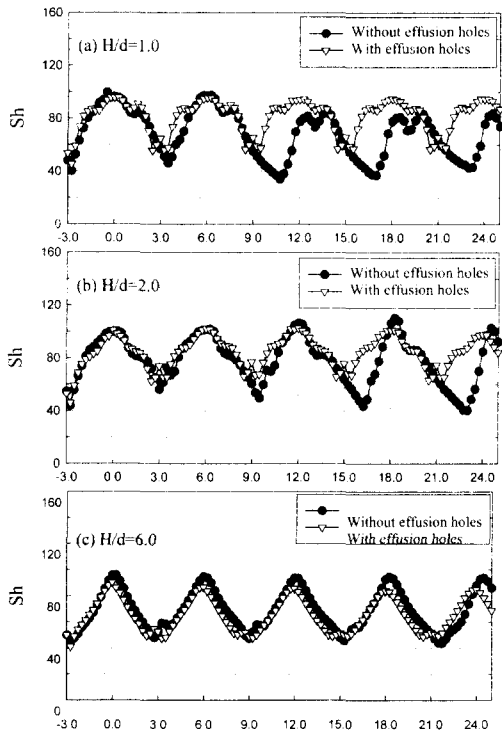 160
(a) H/d=1.0
Without effusion holes
With effusion holes
120
Sh
80
40
0
-3.0 0.0 3.0 6.0 9.0 12.0 15.0 18.0 21.0 24.0
160
(b) H/d=2.0
Without effusion holes
With effusion holes
120
80
40
0
-3.0 0.0 3.0 6.0 9.0 12.0 15.0 18.0 21.0 24.0
160
(c) H/d=6.0
Without effusion holes
With effusion holes
120
Sh
80
40
0
-3.0 0.0 3.0 6.0 9.0 12.0 15.0 18.0 21.0 24.0